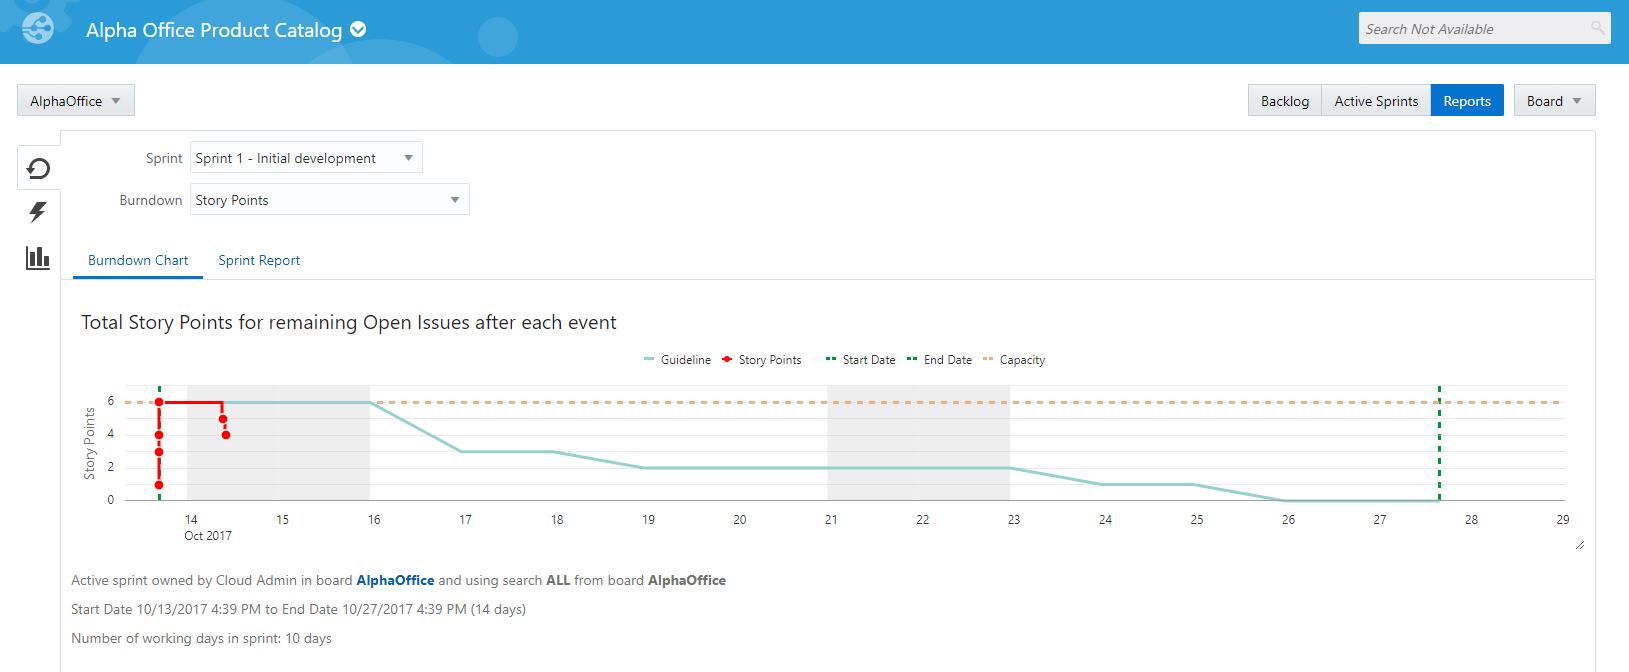 Alpha Office Product Catalog
Search Not Available
AlphaOffice
Backlog Active Sprints Reports Board
Sprint Sprint 1 - Initial development
Burndown Story Points
Burndown Chart Sprint Report
Total Story Points for remaining Open Issues after each event
Guideline Story Points Start Date End Date Capacity
Story Points
6
4
2
0
14 15 16 17 18 19 20 21 22 23 24 25 26 27 28 29
Oct 2017
Active sprint owned by Cloud Admin in board AlphaOffice and using search ALL from board AlphaOffice
Start Date 10/13/2017 4:39 PM to End Date 10/27/2017 4:39 PM (14 days)
Number of working days in sprint: 10 days